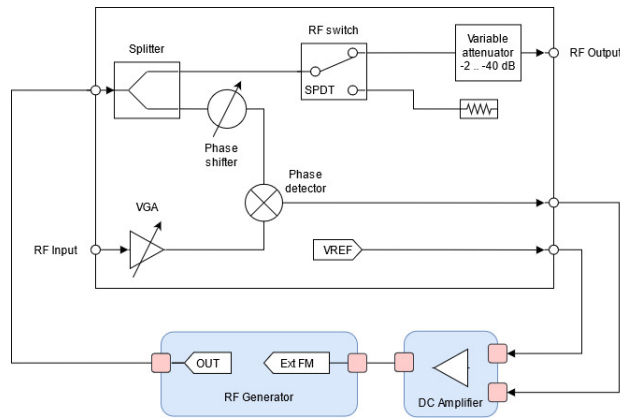 RF switch
Splitter
Variable
attenuator
-2 .. -40 dB
RF Output
SPDT
Phase
shifter
Phase
detector
VGA
RF Input
VREF
OUT
Ext FM
RF Generator
DC Amplifier